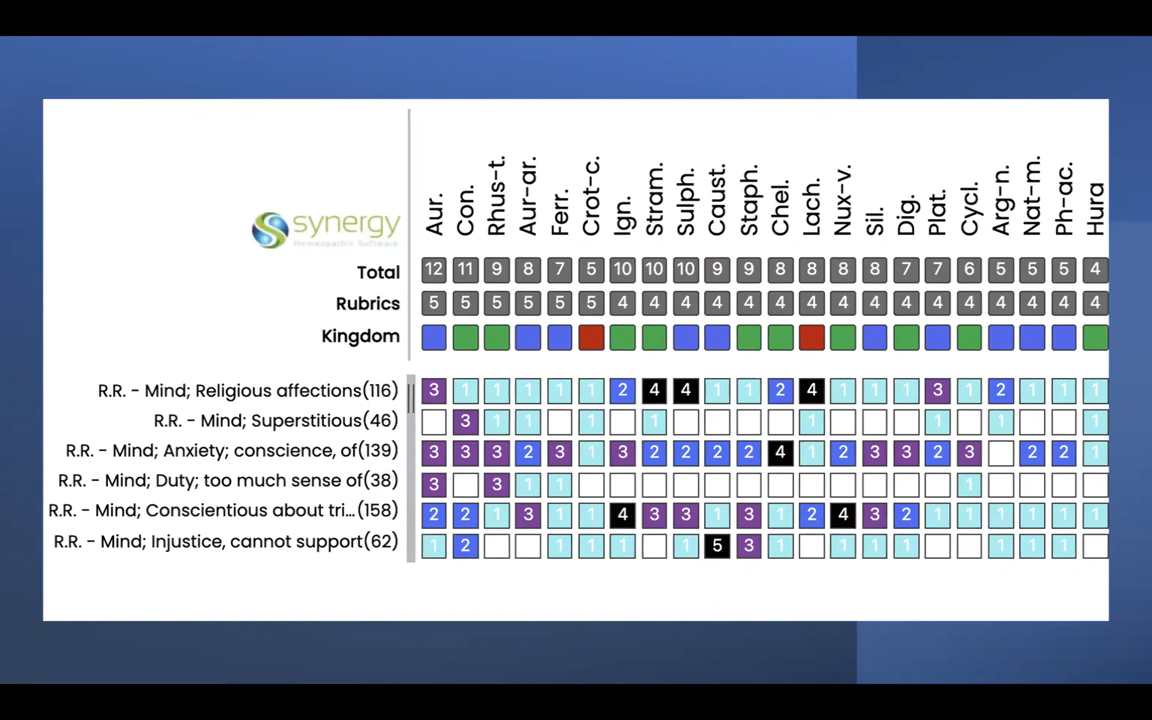 Aur. Con. Rhus-t. Aur-ar. Ferr. Crot-c. Ign. Stram. Sulph. Caust. Staph. Chel. Lach. Nux-v. Sil. Dig. Plat. Cycl. Arg-n. Nat-m. Ph-ac. Hura
synergy
Homeopathic Software
Total 12 11 9 8 7 5 10 10 10 9 9 8 8 8 8 7 7 6 5 5 5 4
Rubrics 5 5 5 5 5 5 4 4 4 4 4 4 4 4 4 4 4 4 4 4 4 4
Kingdom
R.R. - Mind; Religious affections(116) 3 1 1 1 1 1 2 4 4 1 1 2 4 1 1 1 3 1 2 1 1 1
R.R. - Mind; Superstitious(46) 3 1 1 1 1 1 1 1 1
R.R. - Mind; Anxiety; conscience, of(139) 3 3 3 2 3 1 3 2 2 2 2 4 1 2 3 3 2 3 2 2 1
R.R. - Mind; Duty; too much sense of(38) 3 3 1 1 1
R.R. - Mind; Conscientious about tri...(158) 2 2 1 3 1 1 4 3 3 1 3 1 2 4 3 2 1 1 1 1 1 1
R.R. - Mind; Injustice, cannot support(62) 1 2 1 1 1 1 5 3 1 1 1 1 1 1 1